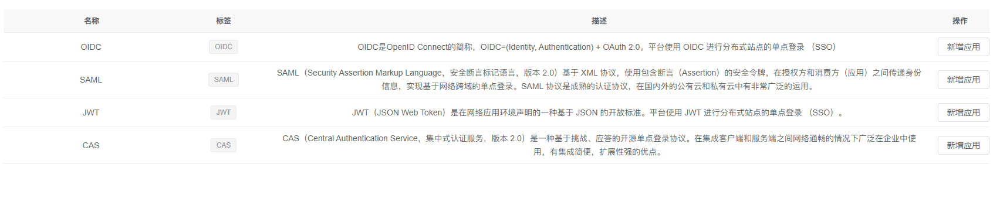 名称 标签 描述 操作
OIDC OIDC OIDC是OpenID Connect的简称，OIDC=(Identity, Authentication) + OAuth 2.0。平台使用 OIDC 进行分布式站点的单点登录 （SSO） 新增应用
SAML SAML SAML（Security Assertion Markup Language，安全断言标记语言，版本 2.0）基于 XML 协议，使用包含断言（Assertion）的安全令牌，在授权方和消费方（应用）之间传递身份 新增应用
信息，实现基于网络跨域的单点登录。SAML 协议是成熟的认证协议，在国内外的公有云和私有云中有非常广泛的运用。
JWT JWT JWT（JSON Web Token）是在网络应用环境声明的一种基于 JSON 的开放标准。平台使用 JWT 进行分布式站点的单点登录 （SSO）。 新增应用
CAS CAS CAS（Central Authentication Service，集中式认证服务，版本 2.0）是一种基于挑战、应答的开源单点登录协议。在集成客户端和服务端之间网络通畅的情况下广泛在企业中使 新增应用
用，有集成简便，扩展性强的优点。